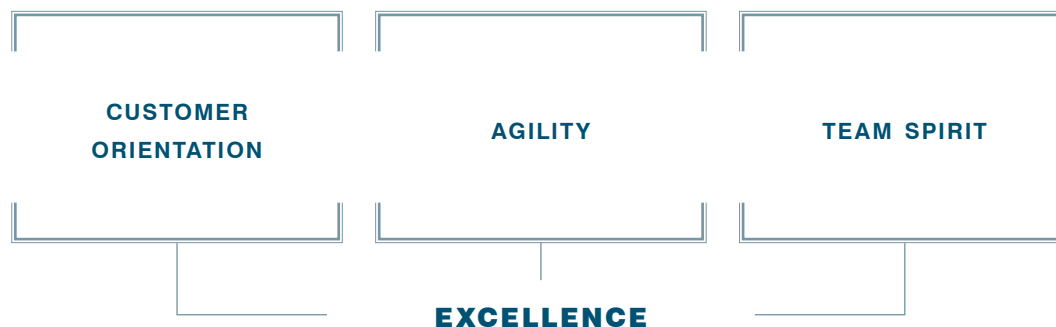 CUSTOMER
ORIENTATION
AGILITY
TEAM SPIRIT
EXCELLENCE